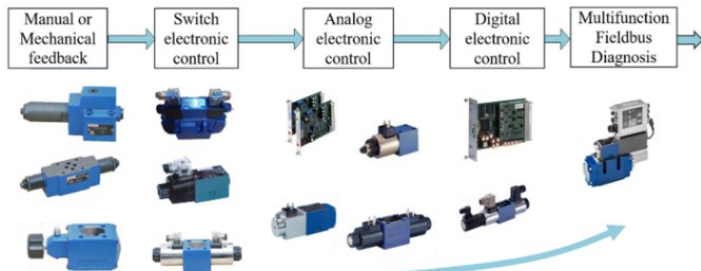 Manual or
Mechanical
feedback
Switch
electronic
control
Analog
electronic
control
Digital
electronic
control
Multifunction
Fieldbus
Diagnosis